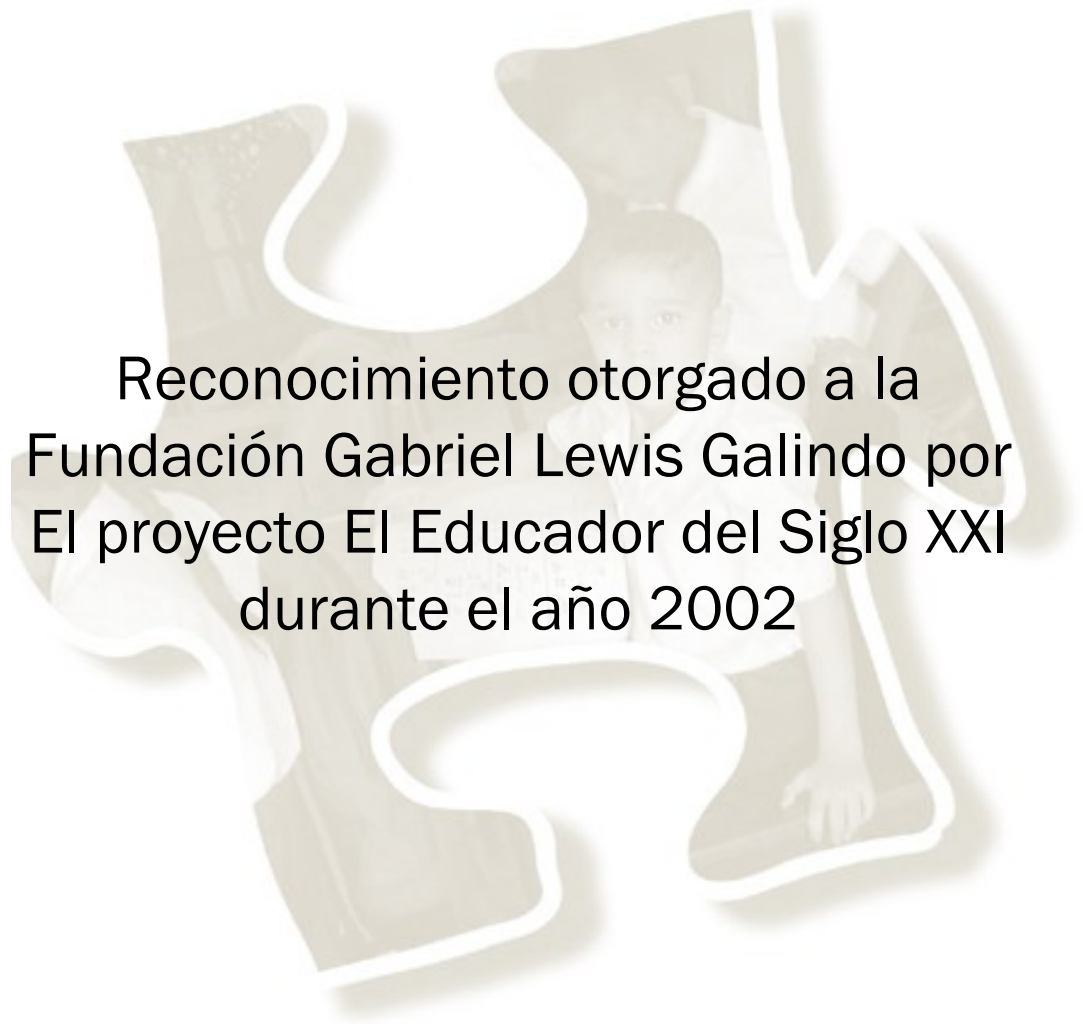 Reconocimiento otorgado a la
Fundación Gabriel Lewis Galindo por
El proyecto El Educador del Siglo XXI
durante el año 2002